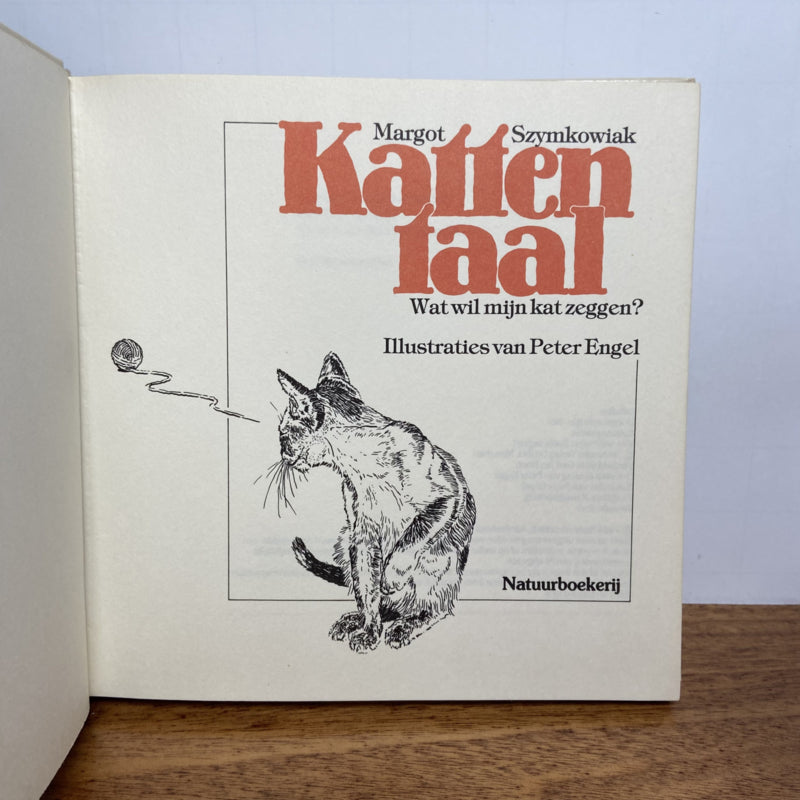 Margot Szymkowiak
Katten
taal
Wat wil mijn kat zeggen?
Illustraties van Peter Engel
Natuurboekerij